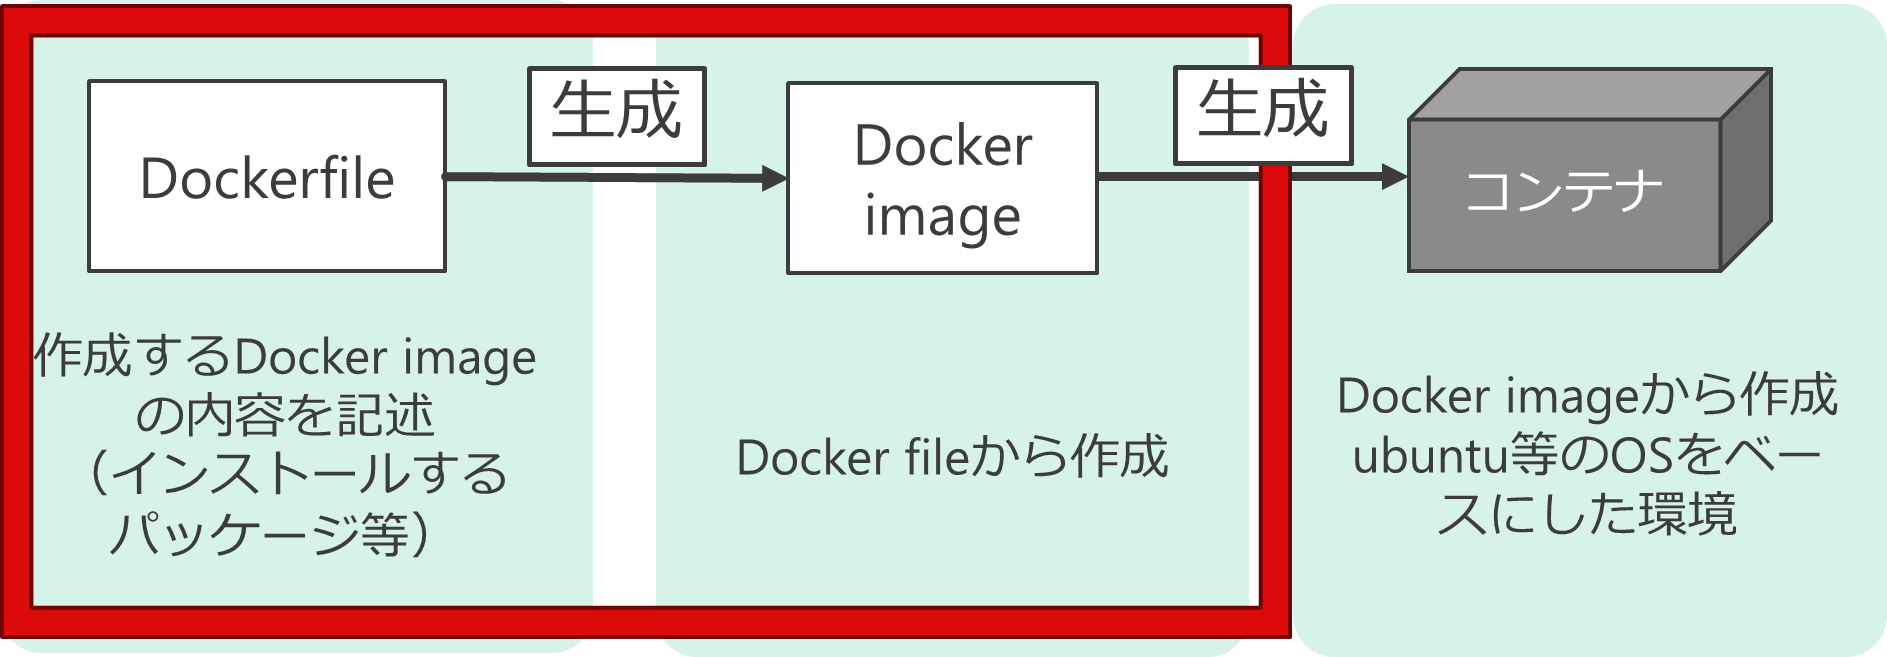 Dockerfile
生成
Docker
image
生成
コンテナ
作成するDocker image
の内容を記述
（インストールする
パッケージ等）
Docker fileから作成
Docker imageから作成
ubuntu等のOSをベー
スにした環境